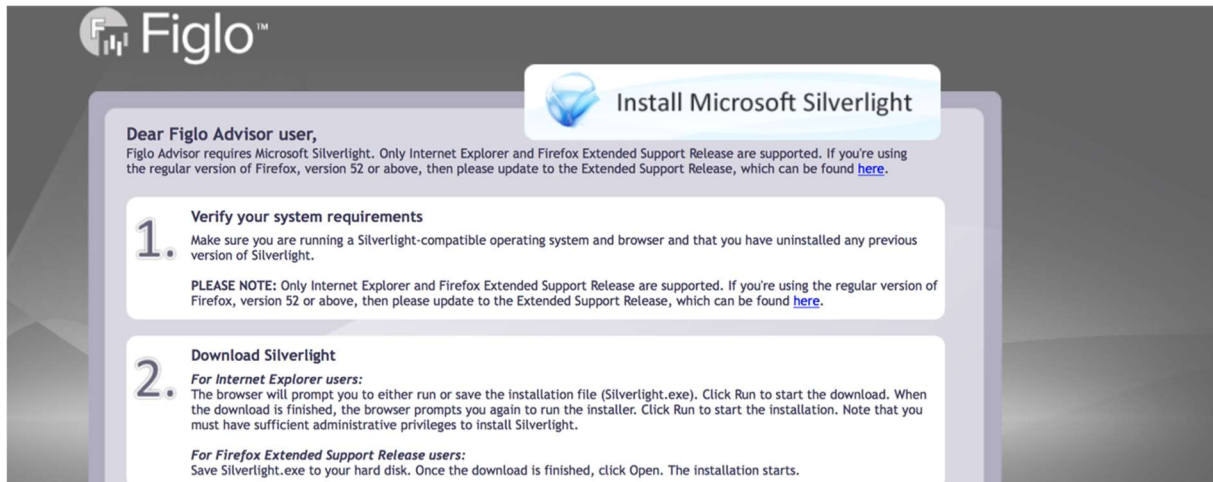 Figlo™
Install Microsoft Silverlight
Dear Figlo Advisor user,
Figlo Advisor requires Microsoft Silverlight. Only Internet Explorer and Firefox Extended Support Release are supported. If you're using
the regular version of Firefox, version 52 or above, then please update to the Extended Support Release, which can be found here.
1.
Verify your system requirements
Make sure you are running a Silverlight-compatible operating system and browser and that you have uninstalled any previous
version of Silverlight.
PLEASE NOTE: Only Internet Explorer and Firefox Extended Support Release are supported. If you're using the regular version of
Firefox, version 52 or above, then please update to the Extended Support Release, which can be found here.
2.
Download Silverlight
For Internet Explorer users:
The browser will prompt you to either run or save the installation file (Silverlight.exe). Click Run to start the download. When
the download is finished, the browser prompts you again to run the installer. Click Run to start the installation. Note that you
must have sufficient administrative privileges to install Silverlight.
For Firefox Extended Support Release users:
Save Silverlight.exe to your hard disk. Once the download is finished, click Open. The installation starts.